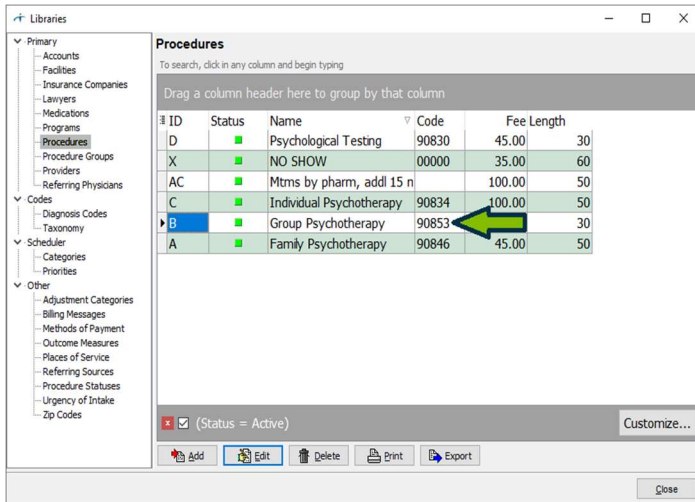 Libraries
Primary
Accounts
Facilities
Insurance Companies
Lawyers
Medications
Programs
Procedures
Procedure Groups
Providers
Referring Physicians
Codes
Diagnosis Codes
Taxonomy
Scheduler
Categories
Priorities
Other
Adjustment Categories
Billing Messages
Methods of Payment
Outcome Measures
Places of Service
Referring Sources
Procedure Statuses
Urgency of Intake
Zip Codes
Procedures
To search, click in any column and begin typing
Drag a column header here to group by that column
ID Status Name Code Fee Length
D Psychological Testing 90830 45.00 30
X NO SHOW 00000 35.00 60
AC Mtms by pharm, addl 15 n 100.00 50
C Individual Psychotherapy 90834 100.00 50
B Group Psychotherapy 90853 30
A Family Psychotherapy 90846 45.00 50
(Status = Active) Customize...
Add Edit Delete Print Export
Close